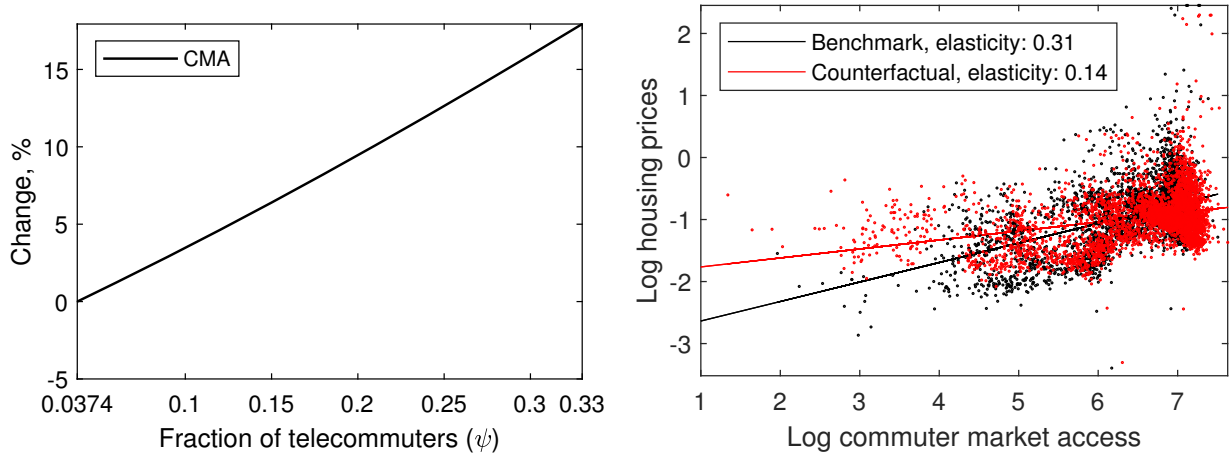 CMA
Change, %
15
10
5
0
-5
0.0374 0.1 0.15 0.2 0.25 0.3 0.33
Fraction of telecommuters (ψ)
Benchmark, elasticity: 0.31
Counterfactual, elasticity: 0.14
Log housing prices
2
1
0
-1
-2
-3
1 2 3 4 5 6 7
Log commuter market access